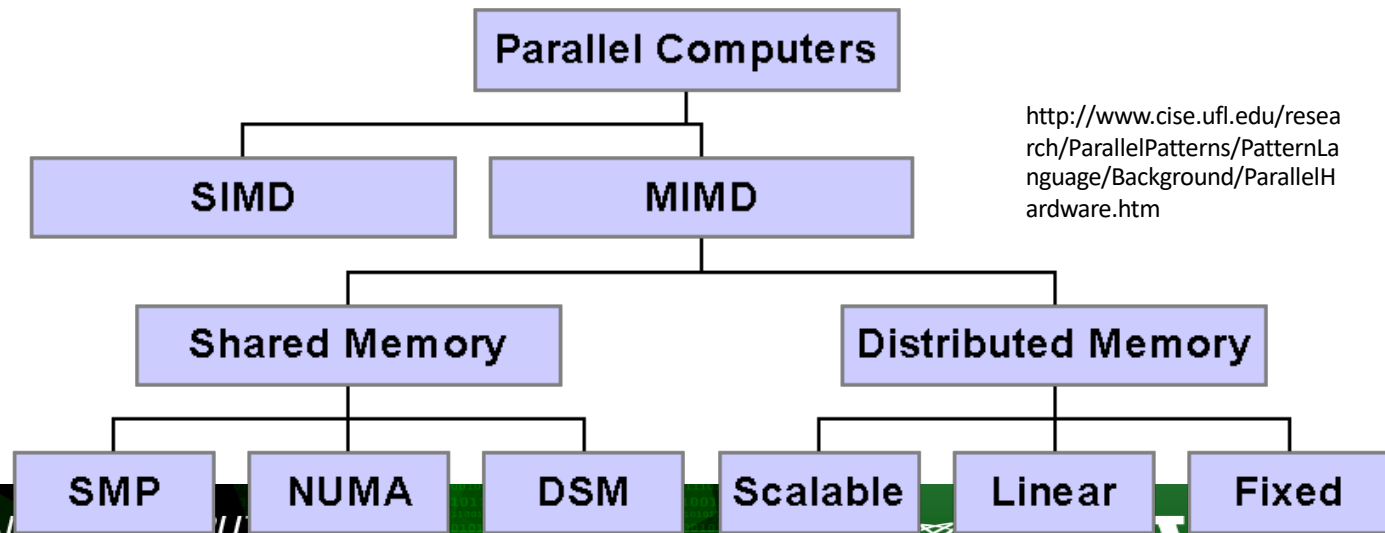 Parallel Computers
http://www.cise.ufl.edu/resea
rch/ParallelPatterns/PatternLa
nguage/Background/ParallelH
ardware.htm
SIMD
MIMD
Shared Memory
Distributed Memory
SMP
NUMA
DSM
Scalable
Linear
Fixed